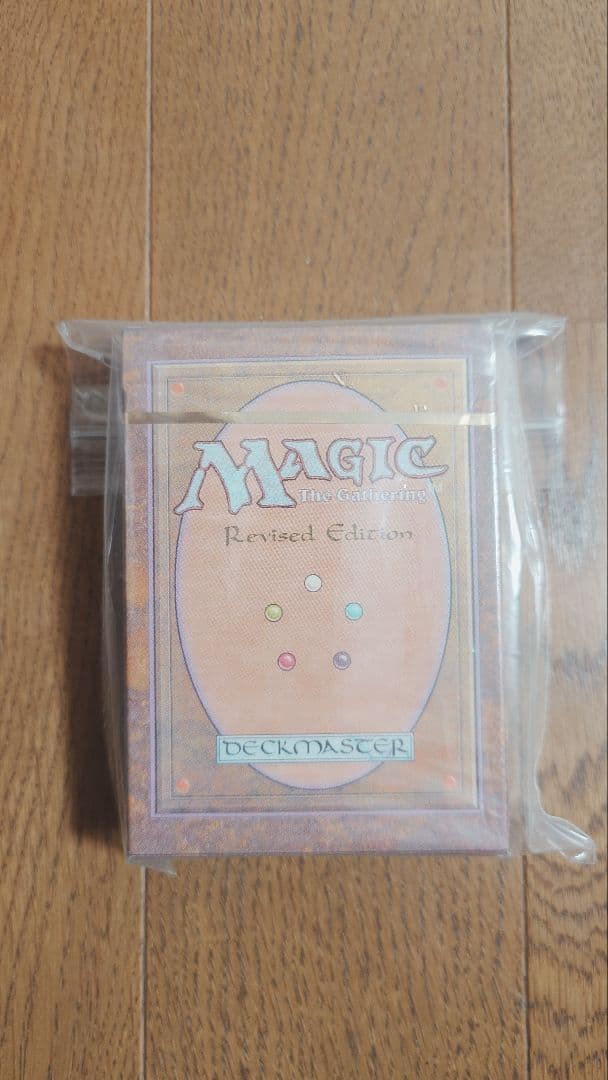 MAGIC
The Gathering
Revised Edition
DECKMASTER